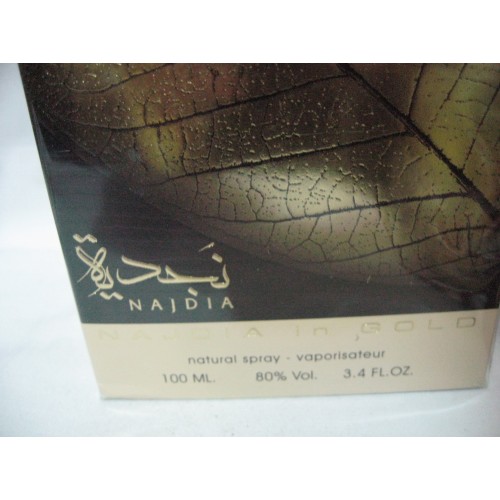 نجدية
NAJDIA
NAJDIA in GOLD
natural spray - vaporisateur
100 ML. 80% Vol. 3.4 FL.OZ.